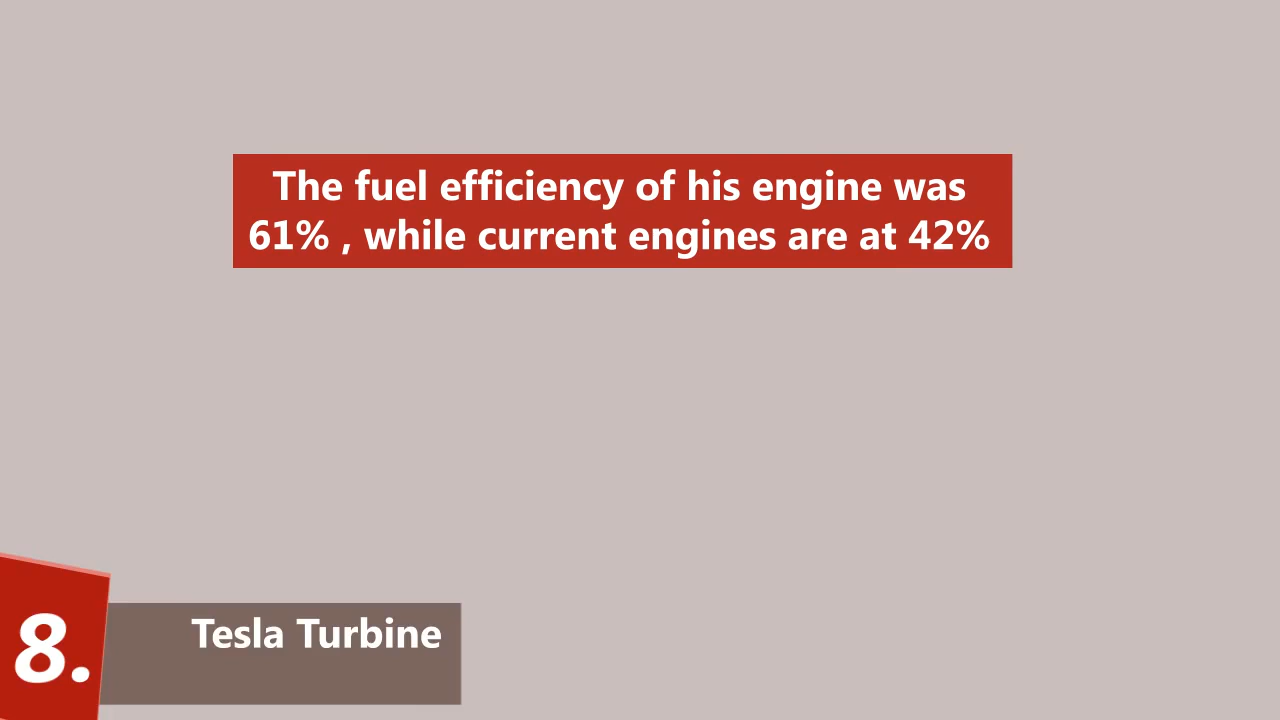 The fuel efficiency of his engine was
61% , while current engines are at 42%
8.
Tesla Turbine